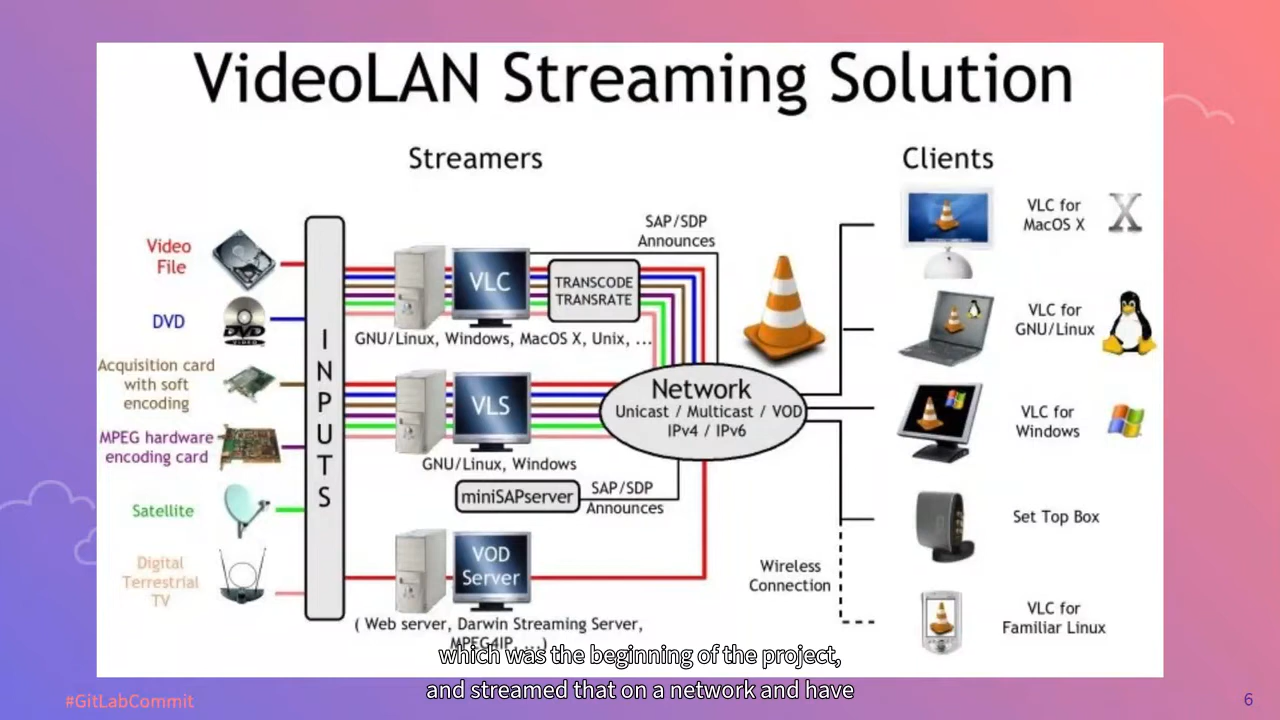 VideoLAN Streaming Solution
Streamers
Clients
Video
File
DVD
DVD
VIDEO
Acquisition card
with soft
encoding
MPEG hardware
encoding card
Satellite
Digital
Terrestrial
TV
INPUTS
VLC
TRANSCODE
TRANSRATE
GNU/Linux, Windows, MacOS X, Unix, ...
SAP/SDP
Announces
VLS
GNU/Linux, Windows
miniSAPserver
SAP/SDP
Announces
VOD
Server
( Web server, Darwin Streaming Server,
MPEG4IP, ...)
Network
Unicast / Multicast / VOD
IPv4 / IPv6
Wireless
Connection
VLC for
MacOS X
X
VLC for
GNU/Linux
VLC for
Windows
Set Top Box
VLC for
Familiar Linux
which was the beginning of the project,
and streamed that on a network and have
#GitLabCommit
6